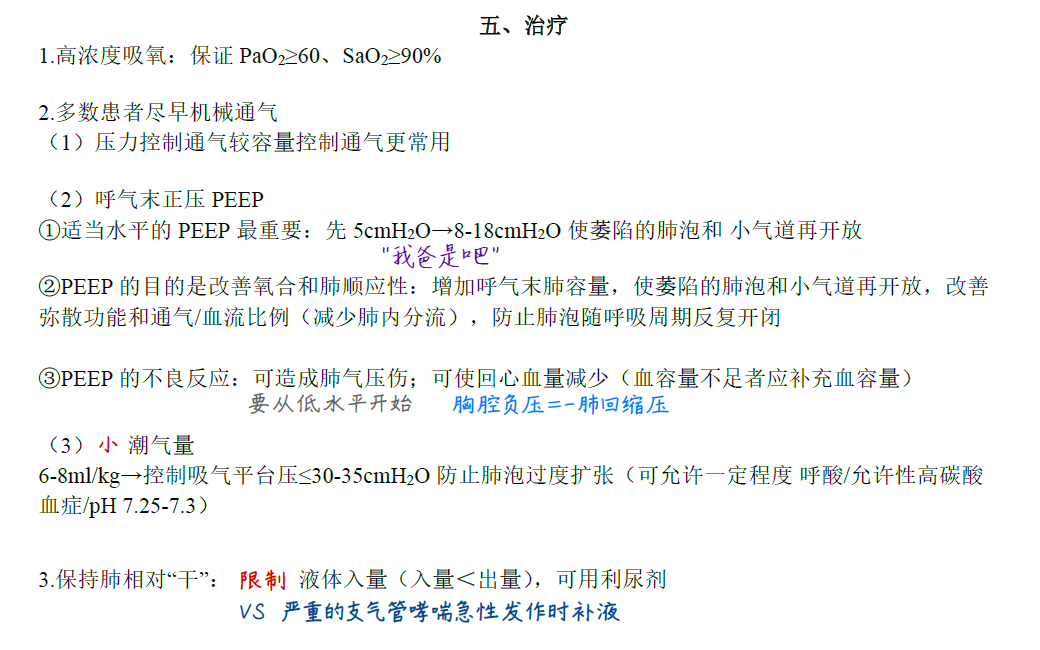 五、治疗
1.高浓度吸氧：保证 PaO₂≥60、SaO₂≥90%
2.多数患者尽早机械通气
（1）压力控制通气较容量控制通气更常用
（2）呼气末正压 PEEP
①适当水平的 PEEP 最重要：先 5cmH₂O→8-18cmH₂O 使萎陷的肺泡和 小气道再开放
"我爸是吧"
②PEEP 的目的是改善氧合和肺顺应性：增加呼气末肺容量，使萎陷的肺泡和小气道再开放，改善
弥散功能和通气/血流比例（减少肺内分流），防止肺泡随呼吸周期反复开闭
③PEEP 的不良反应：可造成肺气压伤；可使回心血量减少（血容量不足者应补充血容量）
要从低水平开始 胸腔负压=-肺回缩压
（3）小 潮气量
6-8ml/kg→控制吸气平台压≤30-35cmH₂O 防止肺泡过度扩张（可允许一定程度 呼酸/允许性高碳酸
血症/pH 7.25-7.3）
3.保持肺相对“干”： 限制 液体入量（入量＜出量），可用利尿剂
VS 严重的支气管哮喘急性发作时补液